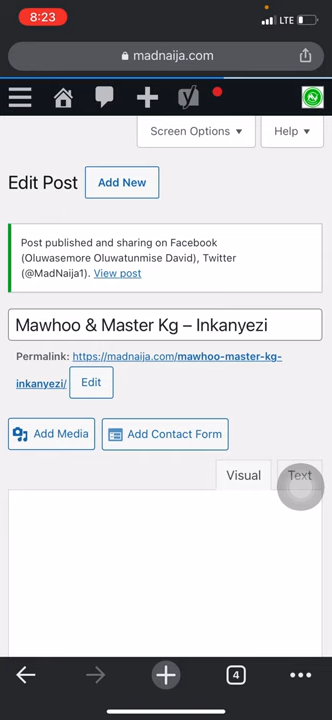 8:23
LTE
madnaija.com
Screen Options
Help
Edit Post
Add New
Post published and sharing on Facebook
(Oluwasemore Oluwatunmise David), Twitter
(@MadNaija1). View post
Mawhoo & Master Kg – Inkanyezi
Permalink: https://madnaija.com/mawhoo-master-kg-
inkanyezi/ Edit
Add Media
Add Contact Form
Visual
Text
4